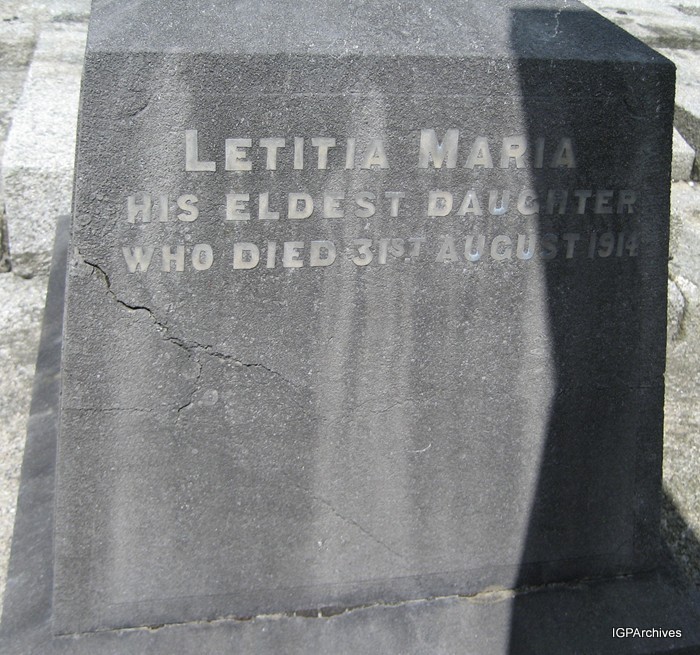 LETITIA MARIA
HIS ELDEST DAUGHTER
WHO DIED 31ST AUGUST 1914
IGPArchives